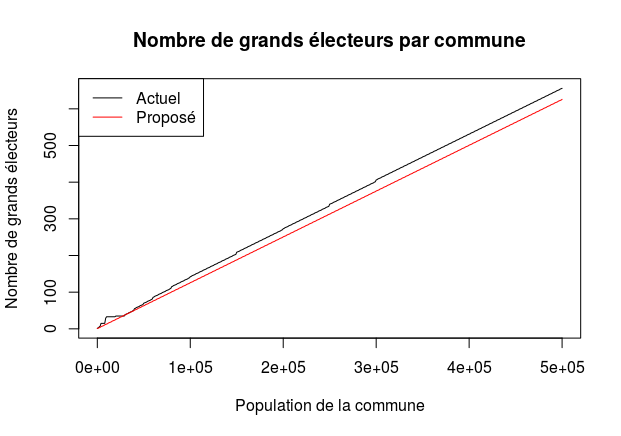 Nombre de grands électeurs par commune
Actuel
Proposé
Nombre de grands électeurs
500
300
100
0
0e+00 1e+05 2e+05 3e+05 4e+05 5e+05
Population de la commune